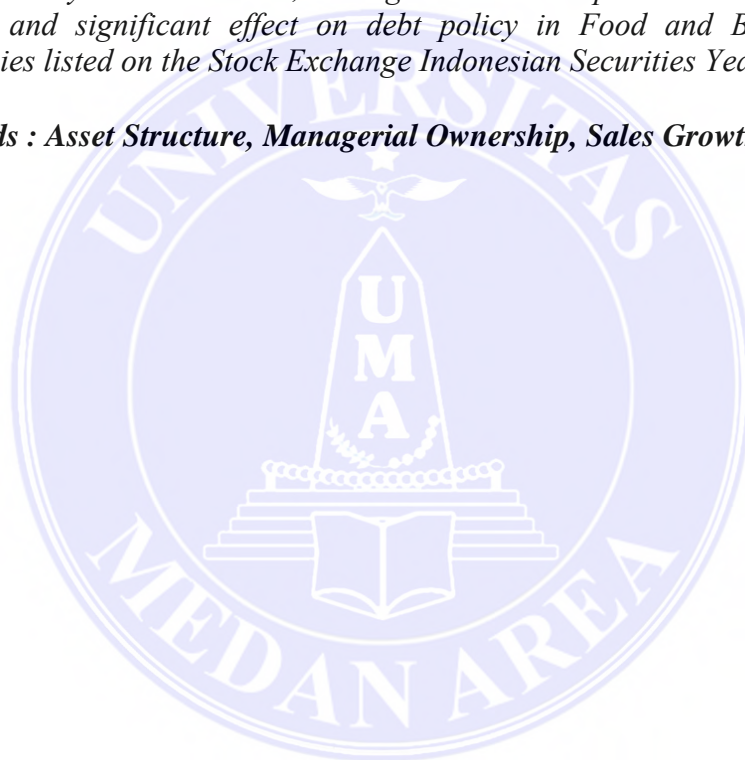 and significant effect on debt policy in Food and B
ies listed on the Stock Exchange Indonesian Securities Yea
ds : Asset Structure, Managerial Ownership, Sales Growt
UNIVERSITAS
UMA
MEDAN AREA